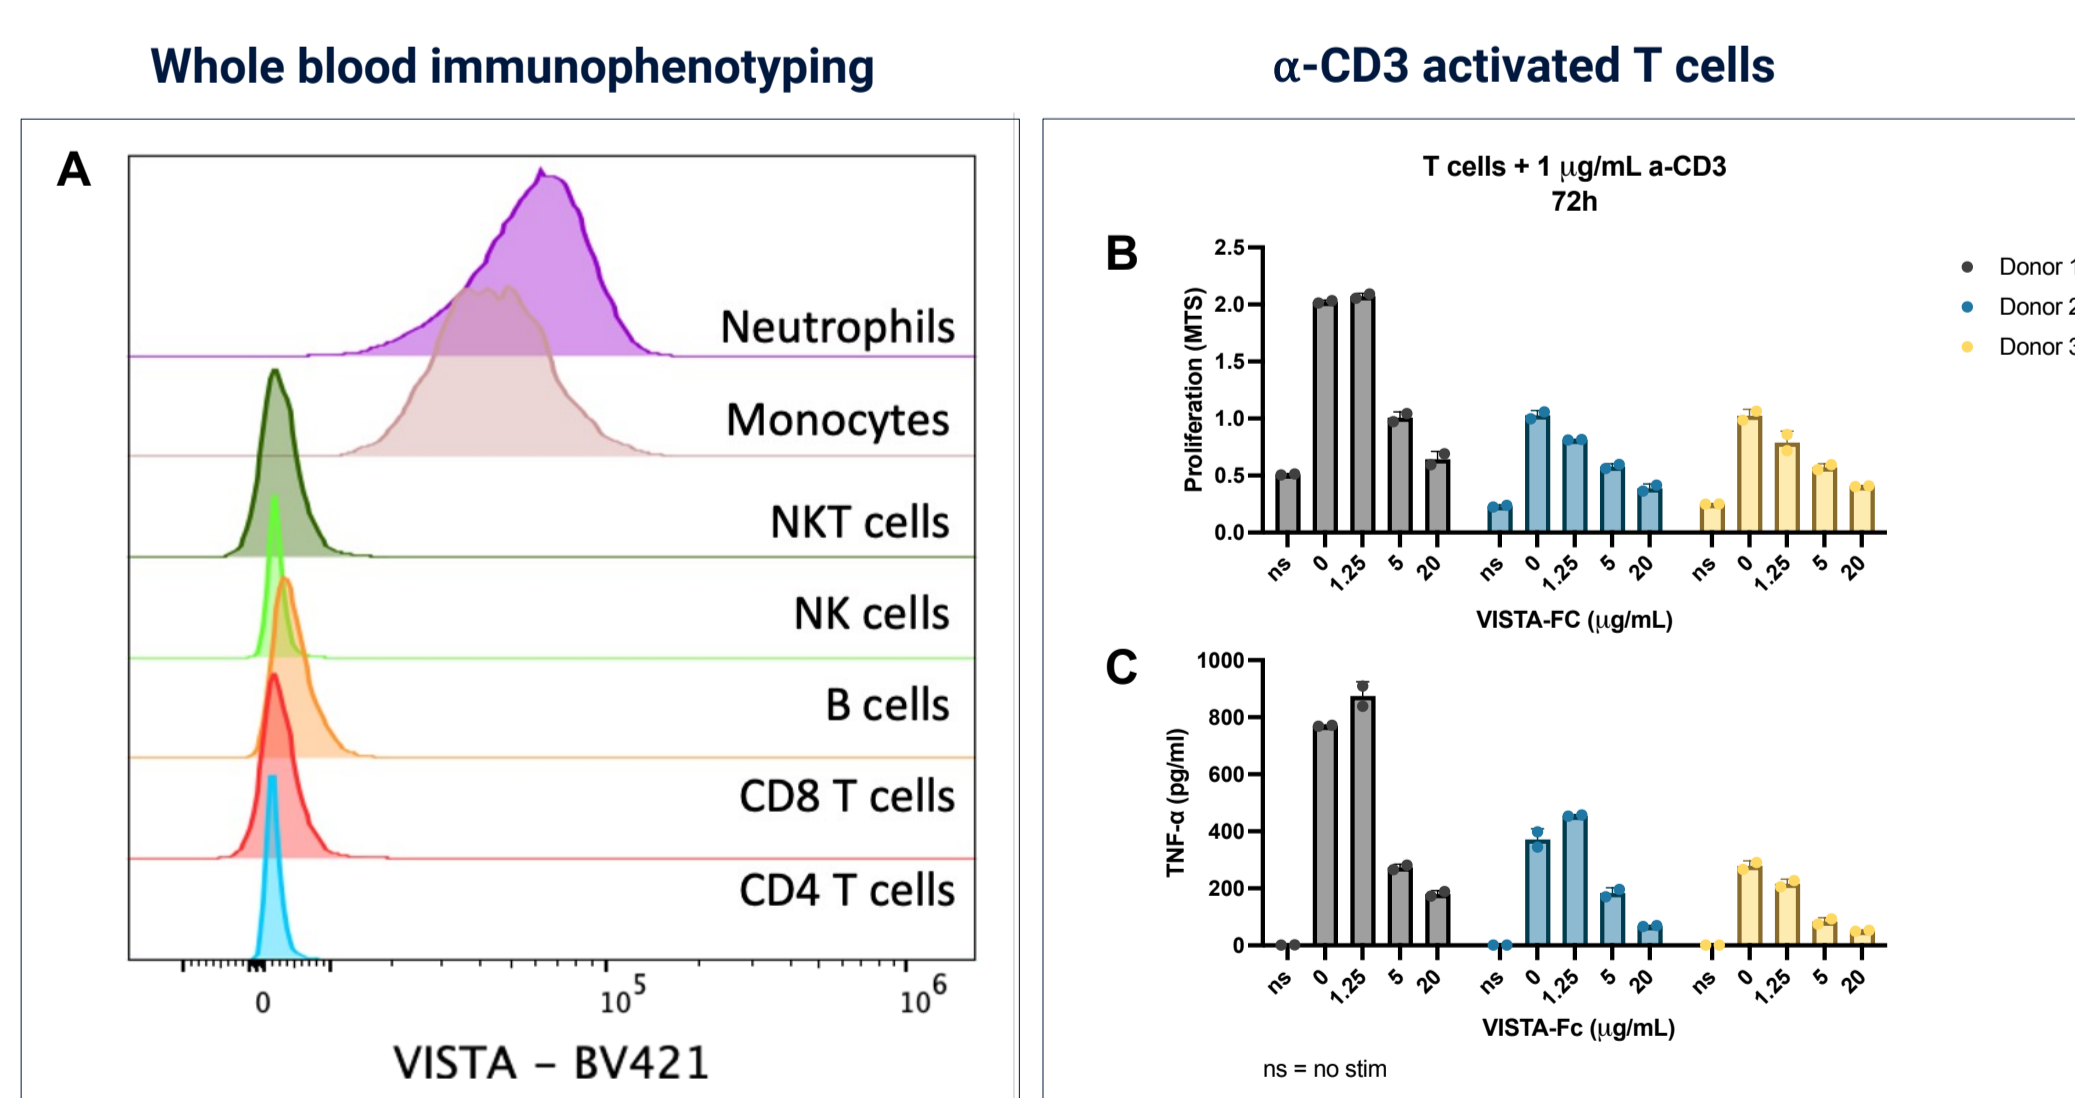 Whole blood immunophenotyping
α-CD3 activated T cells
A
Neutrophils
Monocytes
NKT cells
NK cells
B cells
CD8 T cells
CD4 T cells
0
10^5
10^6
VISTA – BV421
T cells + 1 μg/mL a-CD3
72h
B
Proliferation (MTS)
2.5
2.0
1.5
1.0
0.5
0.0
ns 0 1.25 5 20 ns 0 1.25 5 20 ns 0 1.25 5 20
VISTA-FC (μg/mL)
Donor 1
Donor 2
Donor 3
C
TNF-α (pg/ml)
1000
800
600
400
200
0
ns 0 1.25 5 20 ns 0 1.25 5 20 ns 0 1.25 5 20
VISTA-Fc (μg/mL)
ns = no stim